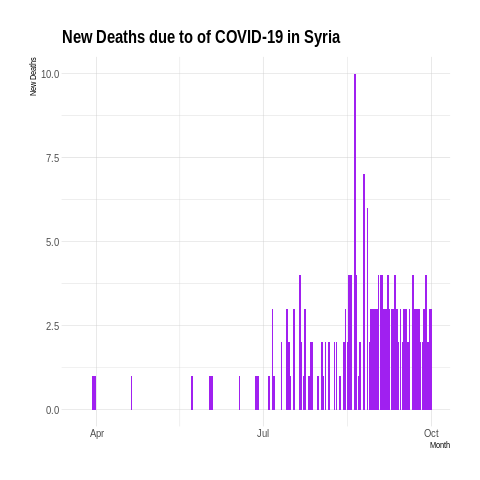 New Deaths due to of COVID-19 in Syria
New Deaths
10.0
7.5
5.0
2.5
0.0
Apr
Jul
Oct
Month